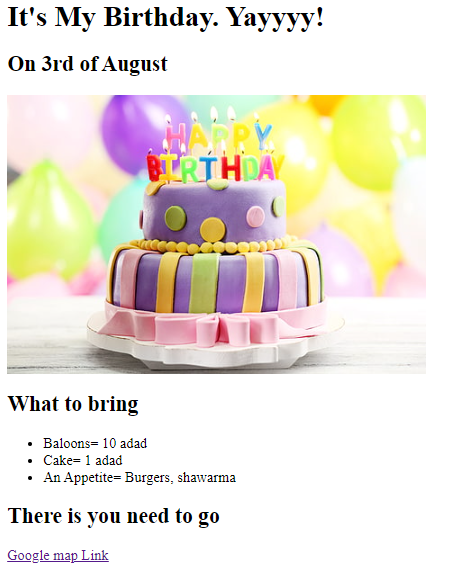 It's My Birthday. Yayyyy!
On 3rd of August
HAPPY
BIRTHDAY
What to bring
Baloons= 10 adad
Cake= 1 adad
An Appetite= Burgers, shawarma
There is you need to go
Google map Link